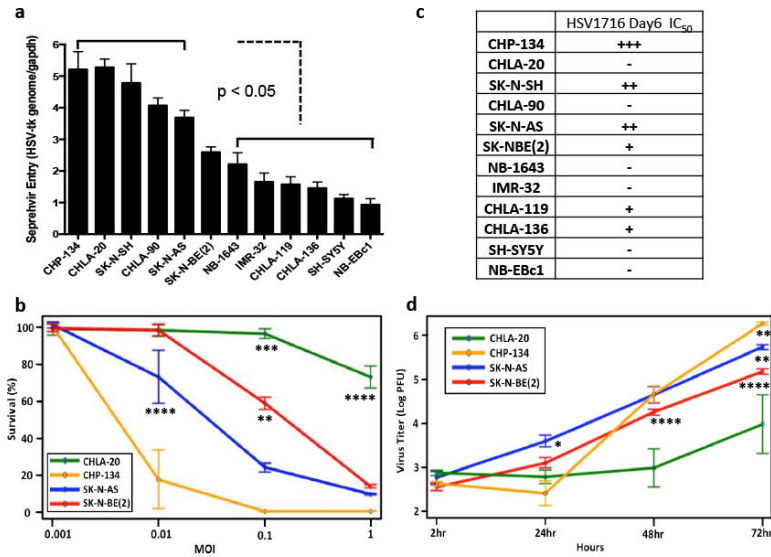 a
Seprehvir Entry (HSV-tk genome/gapdh)
6
5
4
3
2
1
0
p < 0.05
CHP-134
CHLA-20
SK-N-SH
CHLA-90
SK-N-AS
SK-N-BE(2)
NB-1643
IMR-32
CHLA-119
CHLA-136
SH-SY5Y
NB-EBc1
c
HSV1716 Day6 IC50
CHP-134 +++
CHLA-20 -
SK-N-SH ++
CHLA-90 -
SK-N-AS ++
SK-NBE(2) +
NB-1643 -
IMR-32 -
CHLA-119 +
CHLA-136 +
SH-SY5Y -
NB-EBc1 -
b
Survival (%)
100
80
60
40
20
0
***
****
****
**
CHLA-20
CHP-134
SK-N-AS
SK-N-BE(2)
0.001
0.01
0.1
1
MOI
d
Virus Titer (Log PFU)
6
5
4
3
2
CHLA-20
CHP-134
SK-N-AS
SK-N-BE(2)
**
**
****
****
*
2hr
24hr
48hr
72hr
Hours